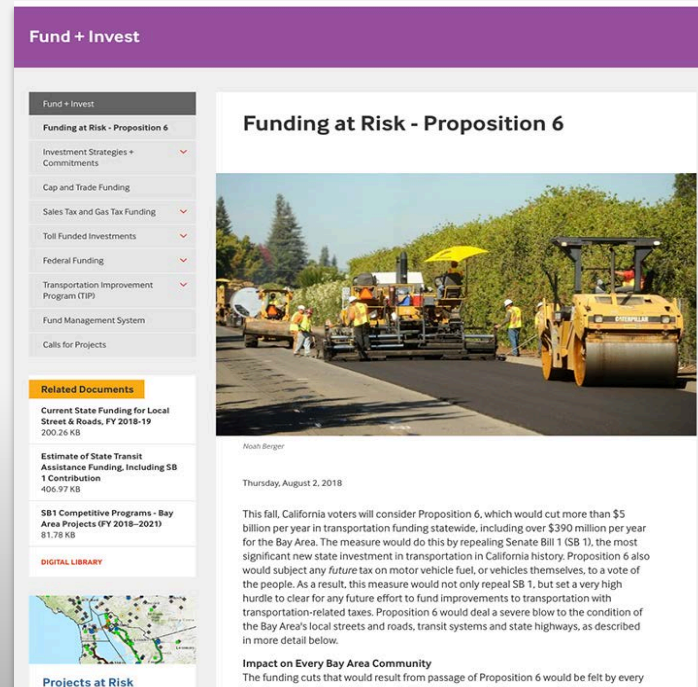 Fund + Invest
Fund + Invest
Funding at Risk - Proposition 6
Investment Strategies +
Commitments
Cap and Trade Funding
Sales Tax and Gas Tax Funding
Toll Funded Investments
Federal Funding
Transportation Improvement
Program (TIP)
Fund Management System
Calls for Projects
Related Documents
Current State Funding for Local
Street & Roads, FY 2018-19
200.26 KB
Estimate of State Transit
Assistance Funding, Including SB
1 Contribution
406.97 KB
SB1 Competitive Programs - Bay
Area Projects (FY 2018–2021)
81.78 KB
DIGITAL LIBRARY
Projects at Risk
Funding at Risk - Proposition 6
CATERPILLAR
Noah Berger
Thursday, August 2, 2018
This fall, California voters will consider Proposition 6, which would cut more than $5
billion per year in transportation funding statewide, including over $390 million per year
for the Bay Area. The measure would do this by repealing Senate Bill 1 (SB 1), the most
significant new state investment in transportation in California history. Proposition 6 also
would subject any future tax on motor vehicle fuel, or vehicles themselves, to a vote of
the people. As a result, this measure would not only repeal SB 1, but set a very high
hurdle to clear for any future effort to fund improvements to transportation with
transportation-related taxes. Proposition 6 would deal a severe blow to the condition of
the Bay Area's local streets and roads, transit systems and state highways, as described
in more detail below.
Impact on Every Bay Area Community
The funding cuts that would result from passage of Proposition 6 would be felt by every